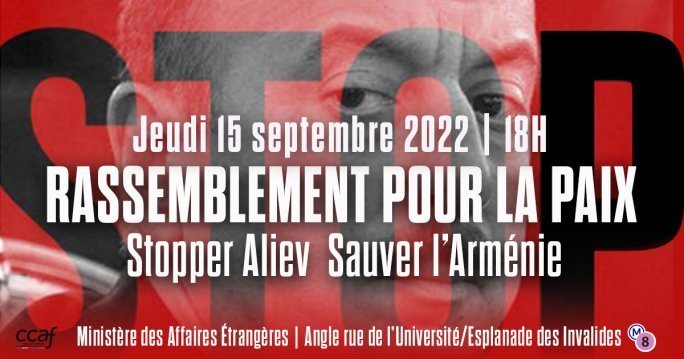 STOP
Jeudi 15 septembre 2022 | 18H
RASSEMBLEMENT POUR LA PAIX
Stopper Aliev Sauver l'Arménie
ccaf
Ministère des Affaires Étrangères | Angle rue de l'Université/Esplanade des Invalides M 8